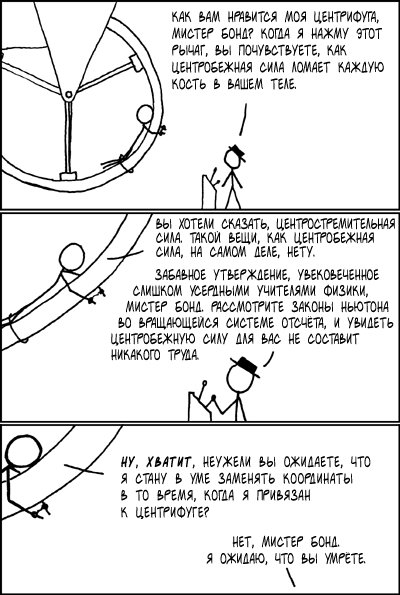 КАК ВАМ НРАВИТСЯ МОЯ ЦЕНТРИФУГА,
МИСТЕР БОНД? КОГДА Я НАЖМУ ЭТОТ
РЫЧАГ, ВЫ ПОЧУВСТВУЕТЕ, КАК
ЦЕНТРОБЕЖНАЯ СИЛА ЛОМАЕТ КАЖДУЮ
КОСТЬ В ВАШЕМ ТЕЛЕ.
ВЫ ХОТЕЛИ СКАЗАТЬ, ЦЕНТРОСТРЕМИТЕЛЬНАЯ
СИЛА. ТАКОЙ ВЕЩИ, КАК ЦЕНТРОБЕЖНАЯ
СИЛА, НА САМОМ ДЕЛЕ, НЕТУ.
ЗАБАВНОЕ УТВЕРЖДЕНИЕ, УВЕКОВЕЧЕННОЕ
СЛИШКОМ УСЕРДНЫМИ УЧИТЕЛЯМИ ФИЗИКИ,
МИСТЕР БОНД. РАССМОТРИТЕ ЗАКОНЫ НЬЮТОНА
ВО ВРАЩАЮЩЕЙСЯ СИСТЕМЕ ОТСЧЁТА, И УВИДЕТЬ
ЦЕНТРОБЕЖНУЮ СИЛУ ДЛЯ ВАС НЕ СОСТАВИТ
НИКАКОГО ТРУДА.
НУ, ХВАТИТ, НЕУЖЕЛИ ВЫ ОЖИДАЕТЕ, ЧТО
Я СТАНУ В УМЕ ЗАМЕНЯТЬ КООРДИНАТЫ
В ТО ВРЕМЯ, КОГДА Я ПРИВЯЗАН
К ЦЕНТРИФУГЕ?
НЕТ, МИСТЕР БОНД.
Я ОЖИДАЮ, ЧТО ВЫ УМРЁТЕ.